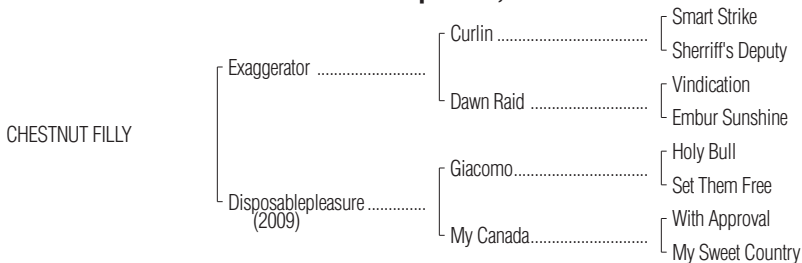 Smart Strike
Curlin ..........................................
Sherriff's Deputy
Exaggerator ..............................
Vindication
Dawn Raid .................................
Embur Sunshine
CHESTNUT FILLY
Holy Bull
Giacomo......................................
Set Them Free
Disposablepleasure ................
(2009)
With Approval
My Canada.................................
My Sweet Country